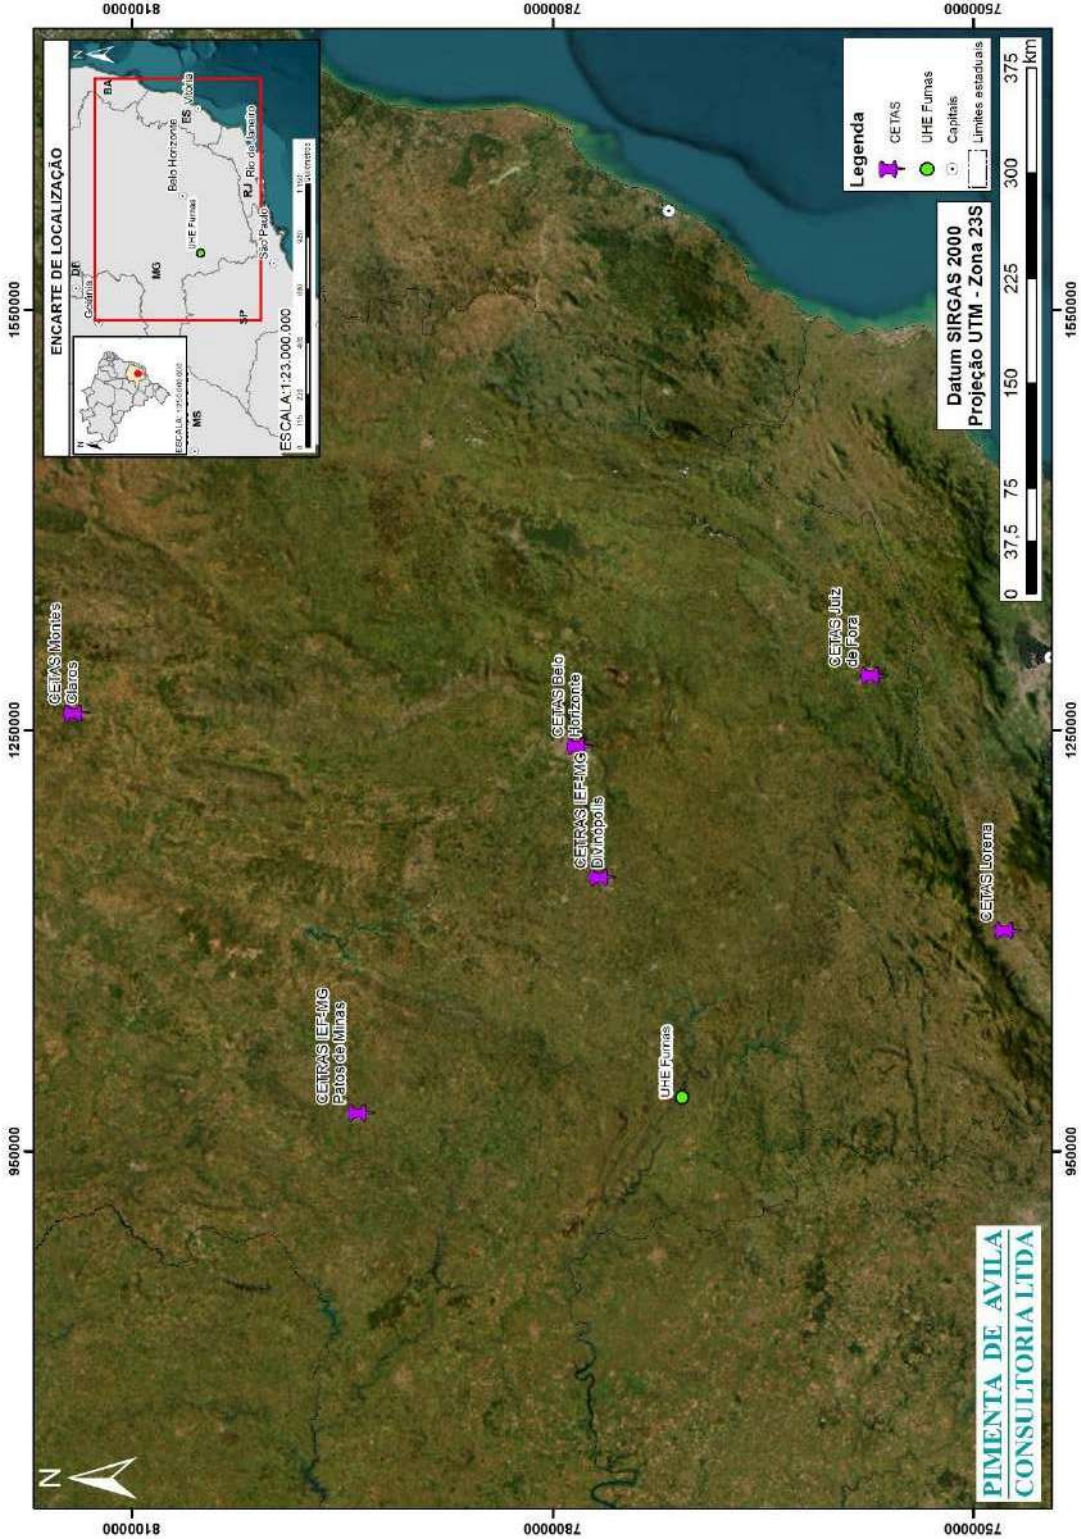 950000
1250000
1550000
8100000
7800000
7500000
N
CETAS Montes
Claros
CETRAS IEF-MG
Patos de Minas
CETAS Belo
Horizonte
CETRAS IEF-MG
Divinópolis
UHE Furnas
CETAS Juiz
de Fora
CETAS Lorena
ENCARTE DE LOCALIZAÇÃO
N
N
DF
Goiânia
BA
MG
Belo Horizonte
UHE Furnas
ES
Vitória
RJ
Rio de Janeiro
São Paulo
SP
MS
ESCALA:1:23.000.000
Legenda
CETAS
UHE Furnas
Capitais
Limites estaduais
Datum SIRGAS 2000
Projeção UTM - Zona 23S
0 37,5 75 150 225 300 375
km
PIMENTA DE AVILA
CONSULTORIA LTDA
8100000
7800000
7500000
950000
1250000
1550000